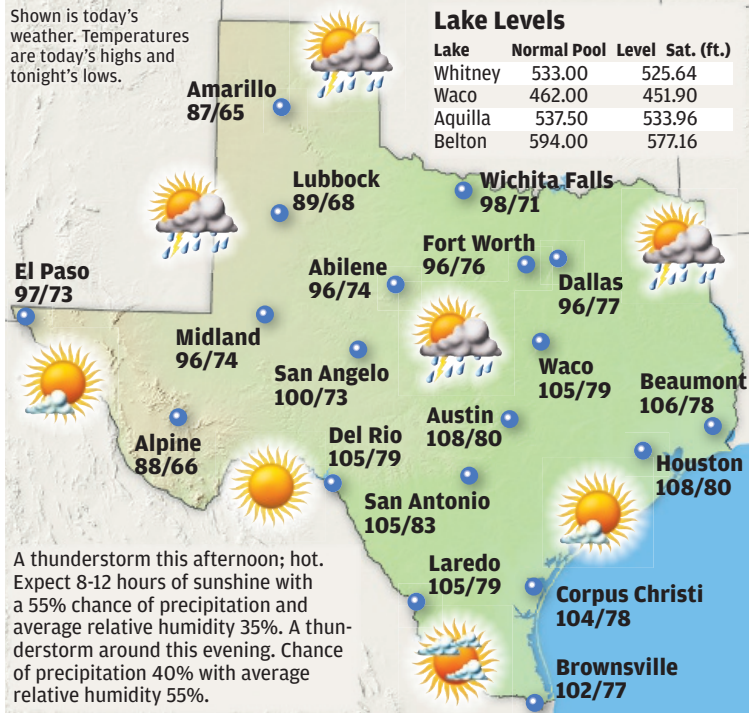 Shown is today's
weather. Temperatures
are today's highs and
tonight's lows.
Lake Levels
Lake Normal Pool Level Sat. (ft.)
Whitney 533.00 525.64
Waco 462.00 451.90
Aquilla 537.50 533.96
Belton 594.00 577.16
Amarillo
87/65
Lubbock
89/68
Wichita Falls
98/71
Fort Worth
96/76
Dallas
96/77
El Paso
97/73
Abilene
96/74
Midland
96/74
San Angelo
100/73
Waco
105/79
Beaumont
106/78
Alpine
88/66
Del Rio
105/79
Austin
108/80
Houston
108/80
San Antonio
105/83
Laredo
105/79
Corpus Christi
104/78
Brownsville
102/77
A thunderstorm this afternoon; hot.
Expect 8-12 hours of sunshine with
a 55% chance of precipitation and
average relative humidity 35%. A thun-
derstorm around this evening. Chance
of precipitation 40% with average
relative humidity 55%.